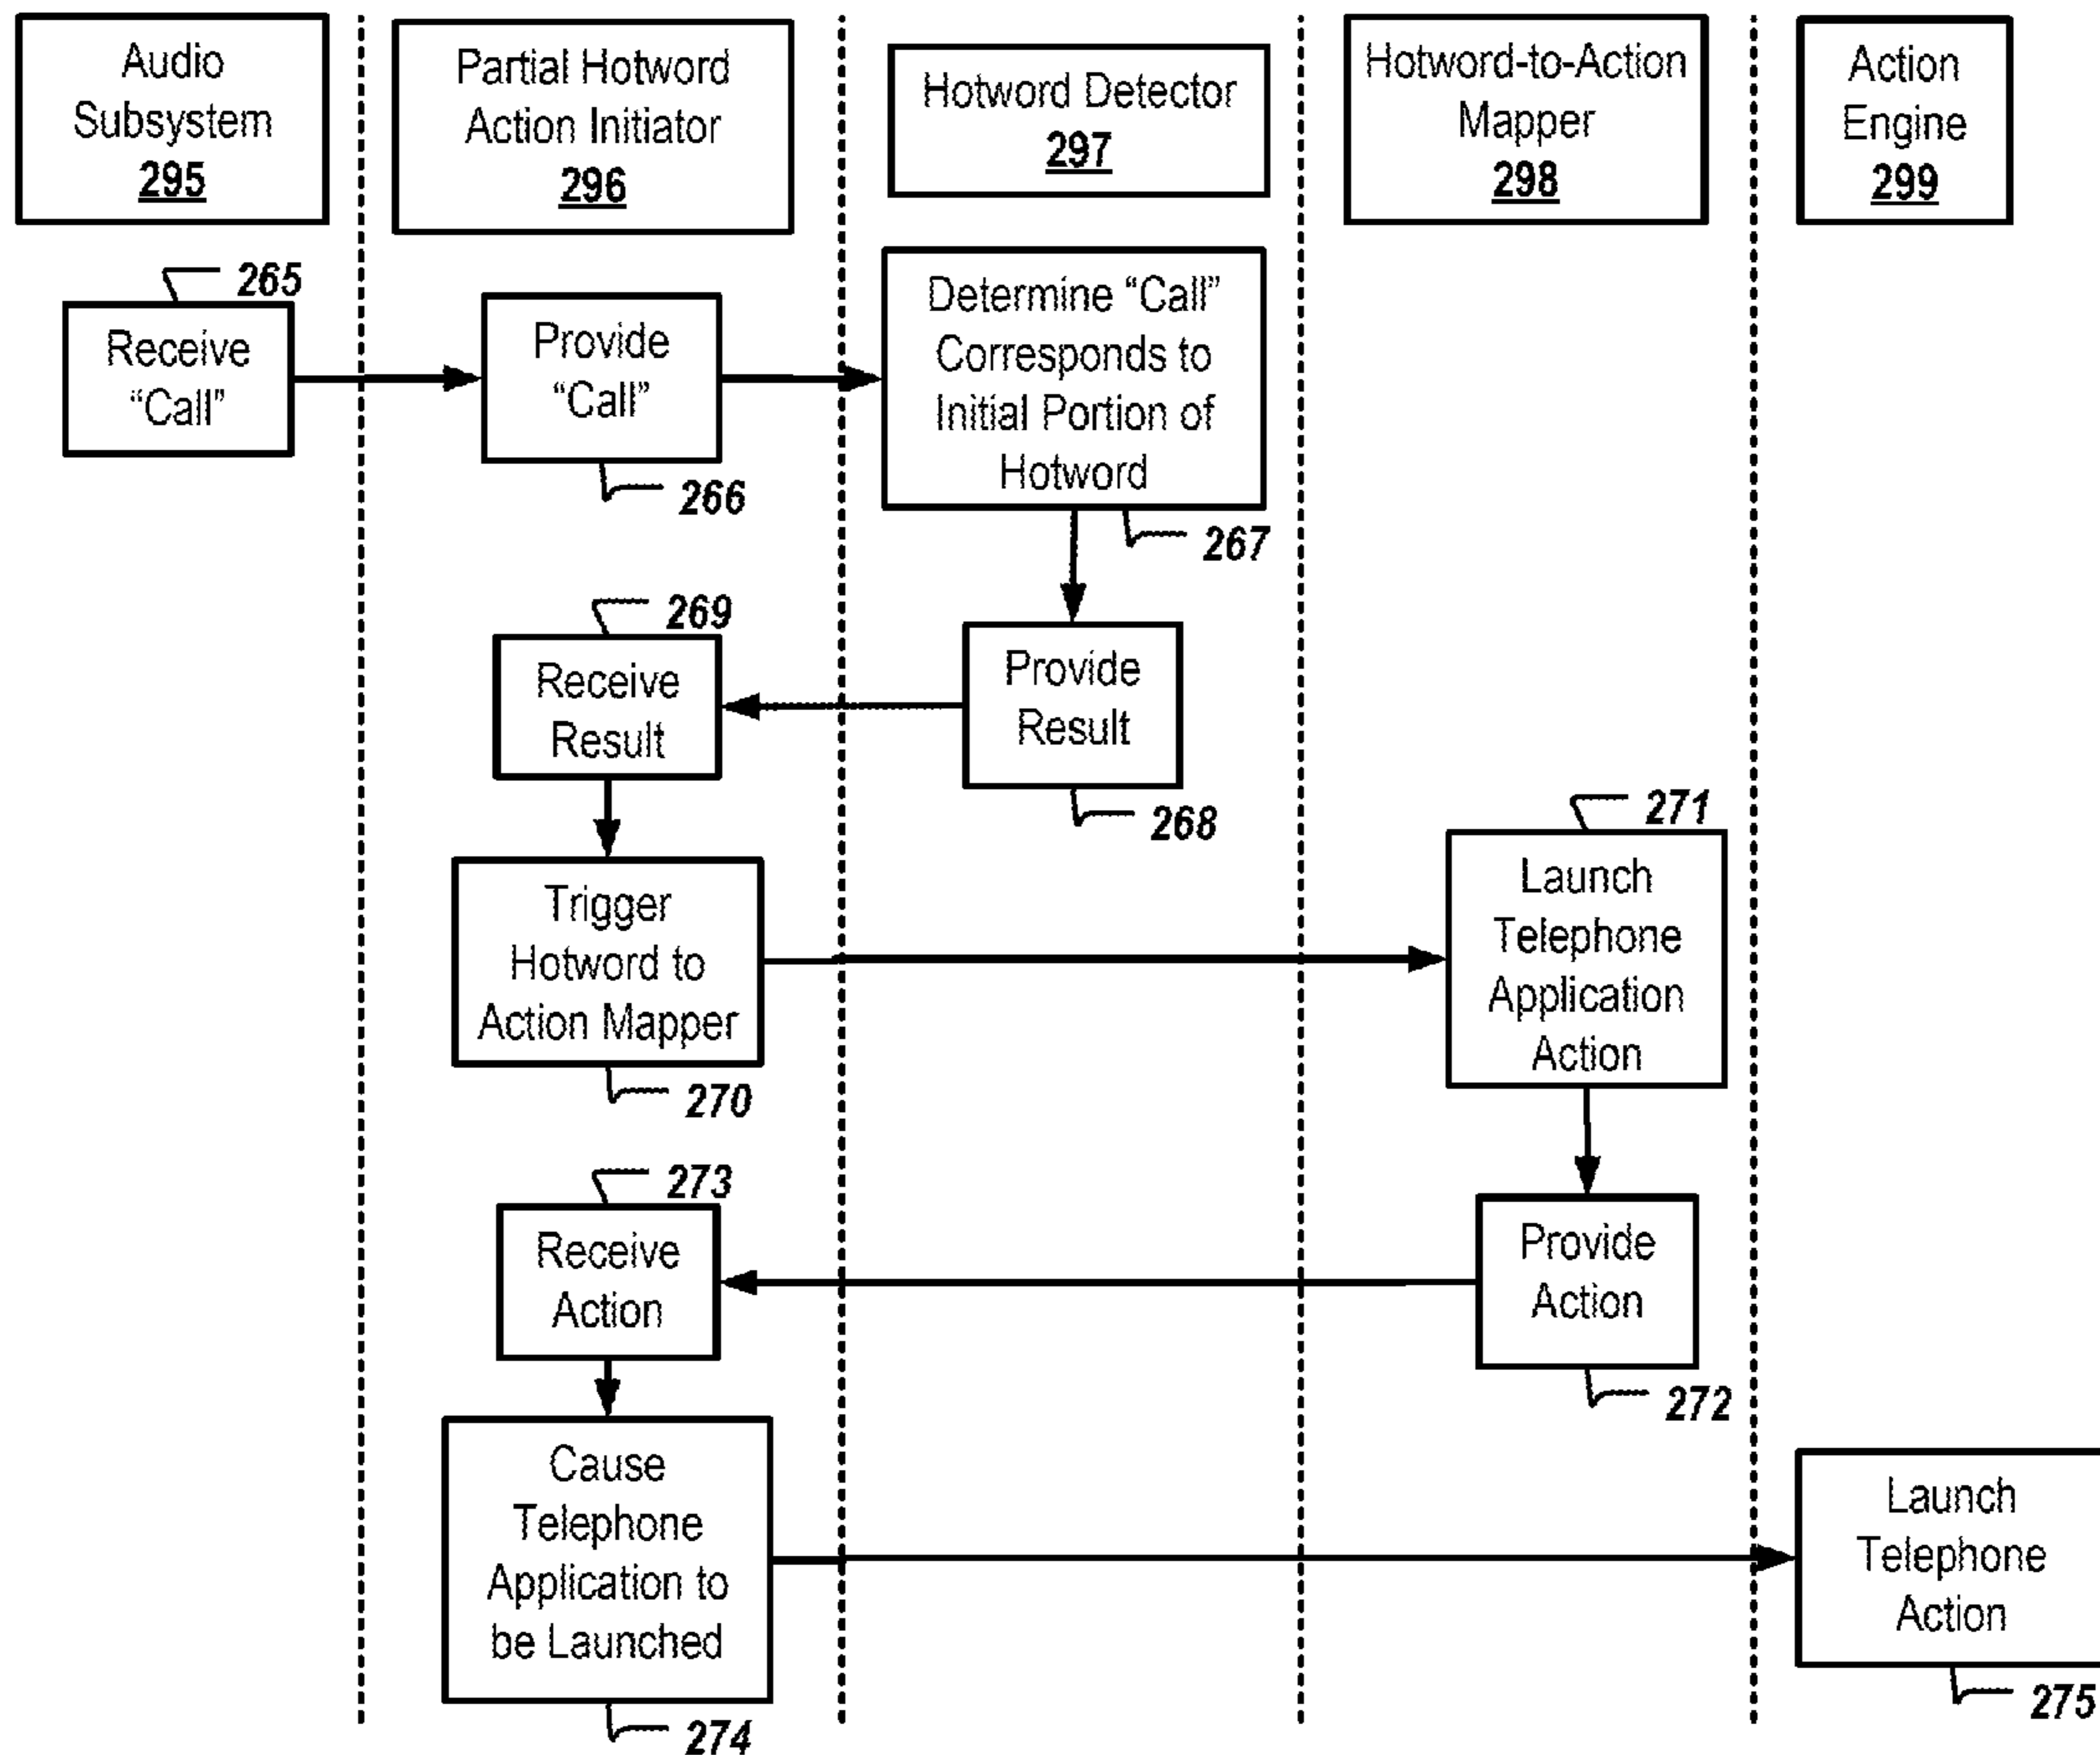 Audio
Subsystem
295
Partial Hotword
Action Initiator
296
Hotword Detector
297
Hotword-to-Action
Mapper
298
Action
Engine
299
265
Receive
“Call”
Provide
“Call”
266
Determine “Call”
Corresponds to
Initial Portion of
Hotword
267
Provide
Result
268
269
Receive
Result
Trigger
Hotword to
Action Mapper
270
271
Launch
Telephone
Application
Action
Provide
Action
272
273
Receive
Action
Cause
Telephone
Application to
be Launched
274
Launch
Telephone
Action
275